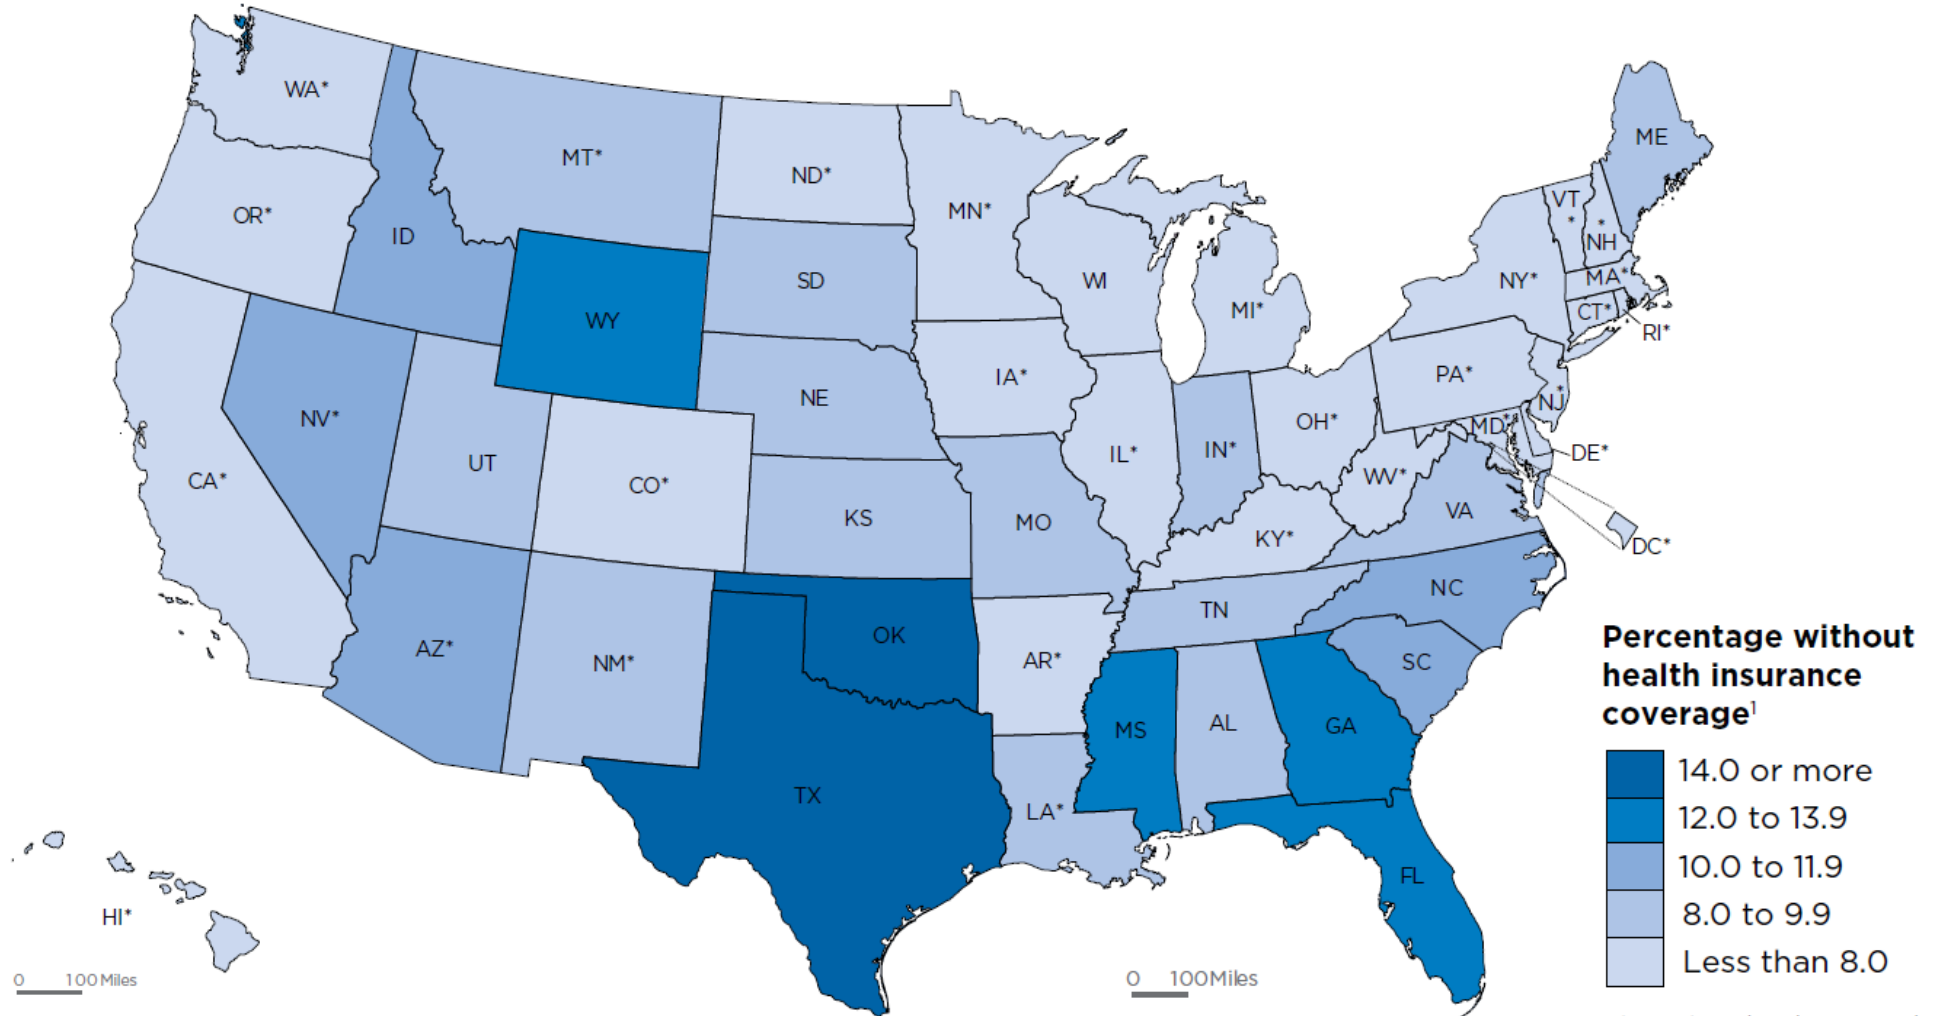 WA*
MT*
ND*
MN*
ME
OR*
ID
VT
*
*
NH
WY
SD
WI
MI*
NY*
MA*
CT*
RI*
IA*
NE
PA*
NV*
UT
OH*
NJ
*
MD*
DE*
CA*
CO*
IL*
IN*
WV*
KS
MO
KY*
VA
DC*
TN
NC
AZ*
NM*
OK
AR*
SC
MS
AL
GA
TX
LA*
FL
HI*
0 100 Miles
0 100 Miles
Percentage without
health insurance
coverage¹
14.0 or more
12.0 to 13.9
10.0 to 11.9
8.0 to 9.9
Less than 8.0